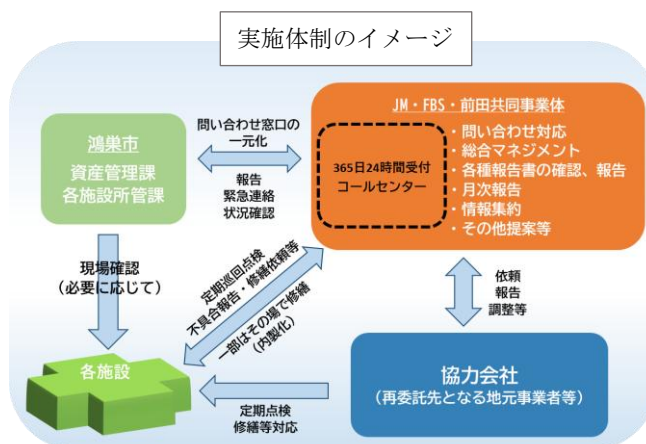 実施体制のイメージ
JM・FBS・前田共同事業体
365日24時間受付
コールセンター
・問い合わせ対応
・総合マネジメント
・各種報告書の確認、報告
・月次報告
・情報集約
・その他提案等
鴻巣市
資産管理課
各施設所管課
問い合わせ窓口の
一元化
報告
緊急連絡
状況確認
現場確認
(必要に応じて)
定期巡回点検
不具合報告・修繕依頼等
一部はその場で修繕
(内製化)
依頼
報告
調整等
各施設
定期点検
修繕等対応
協力会社
(再委託先となる地元事業者等)